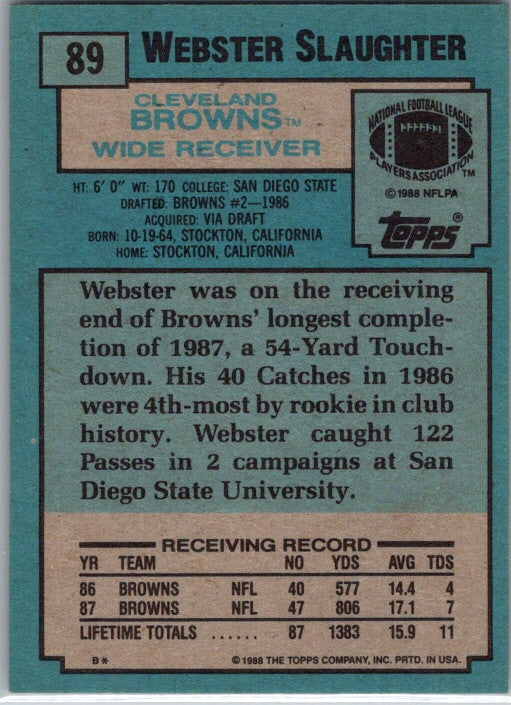 89
WEBSTER SLAUGHTER
CLEVELAND
BROWNS™
WIDE RECEIVER
NATIONAL FOOTBALL LEAGUE
PLAYERS ASSOCIATION™
©1988 NFLPA
topps®
HT: 6' 0" WT: 170 COLLEGE: SAN DIEGO STATE
DRAFTED: BROWNS #2—1986
ACQUIRED: VIA DRAFT
BORN: 10-19-64, STOCKTON, CALIFORNIA
HOME: STOCKTON, CALIFORNIA
Webster was on the receiving
end of Browns' longest comple-
tion of 1987, a 54-Yard Touch-
down. His 40 Catches in 1986
were 4th-most by rookie in club
history. Webster caught 122
Passes in 2 campaigns at San
Diego State University.
RECEIVING RECORD
YR TEAM NO YDS AVG TDS
86 BROWNS NFL 40 577 14.4 4
87 BROWNS NFL 47 806 17.1 7
LIFETIME TOTALS ...... 87 1383 15.9 11
B* ©1988 THE TOPPS COMPANY, INC. PRTD. IN USA.